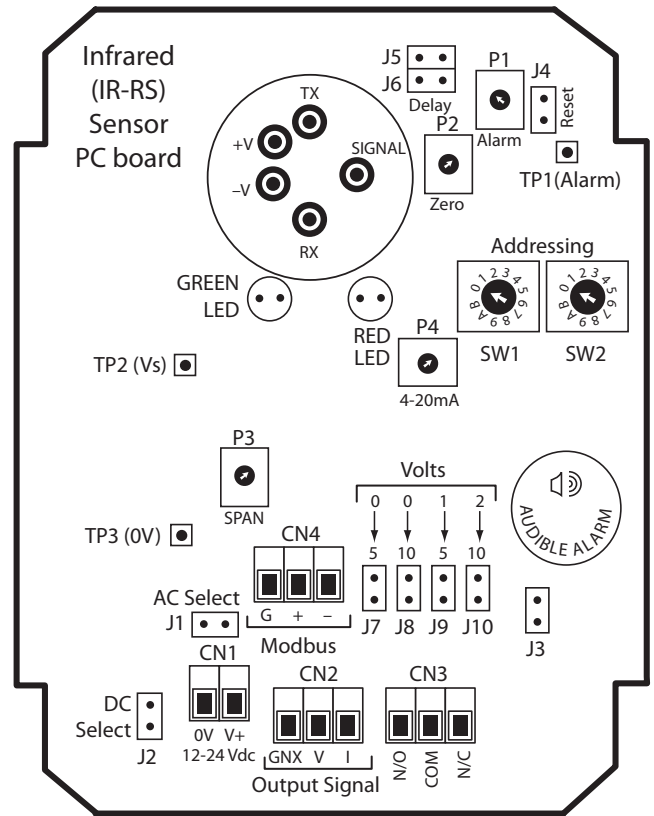 Infrared
(IR-RS)
Sensor
PC board
TX
+V
SIGNAL
–V
RX
J5
J6
Delay
P1
Alarm
J4
Reset
P2
Zero
TP1(Alarm)
GREEN
LED
RED
LED
Addressing
0 1 2 3 4 5 6 7 8 9 A B
0 1 2 3 4 5 6 7 8 9 A B
SW1
SW2
P4
4-20mA
TP2 (Vs)
P3
SPAN
TP3 (0V)
Volts
0 0 1 2
5 10 5 10
J7 J8 J9 J10
AUDIBLE ALARM
J3
CN4
G + –
Modbus
AC Select
J1
CN1
0V V+
12-24 Vdc
DC
Select
J2
CN2
GNX V I
Output Signal
CN3
N/O COM N/C